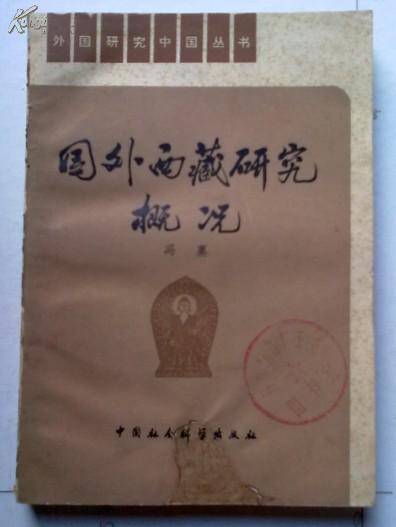 外国研究中国丛书
国外西藏研究
概况
冯蒸
中国社会科学出版社